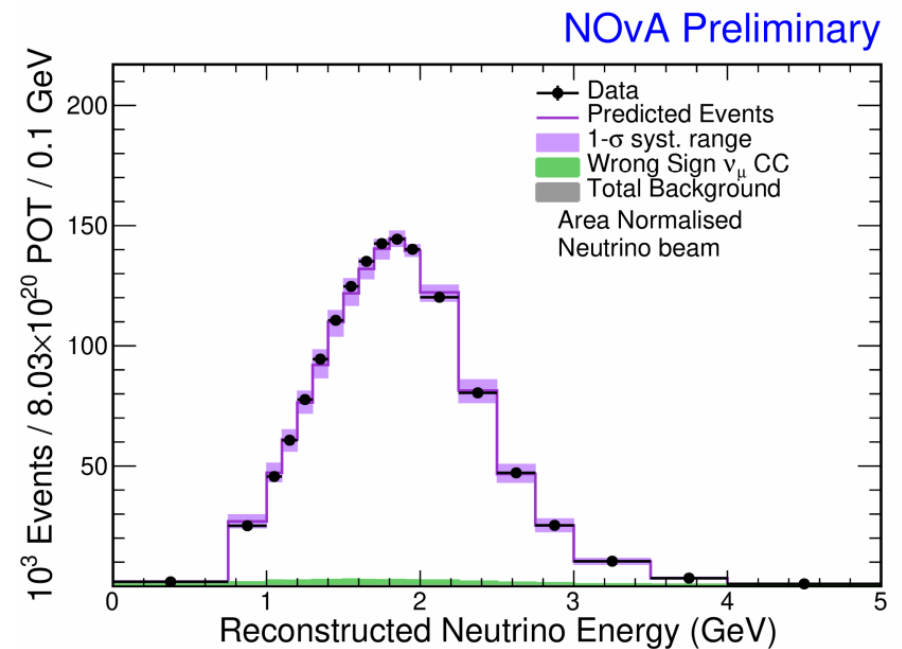 NOvA Preliminary
10³ Events / 8.03×10²⁰ POT / 0.1 GeV
200
150
100
50
Data
Predicted Events
1-σ syst. range
Wrong Sign νμ CC
Total Background
Area Normalised
Neutrino beam
0 1 2 3 4 5
Reconstructed Neutrino Energy (GeV)